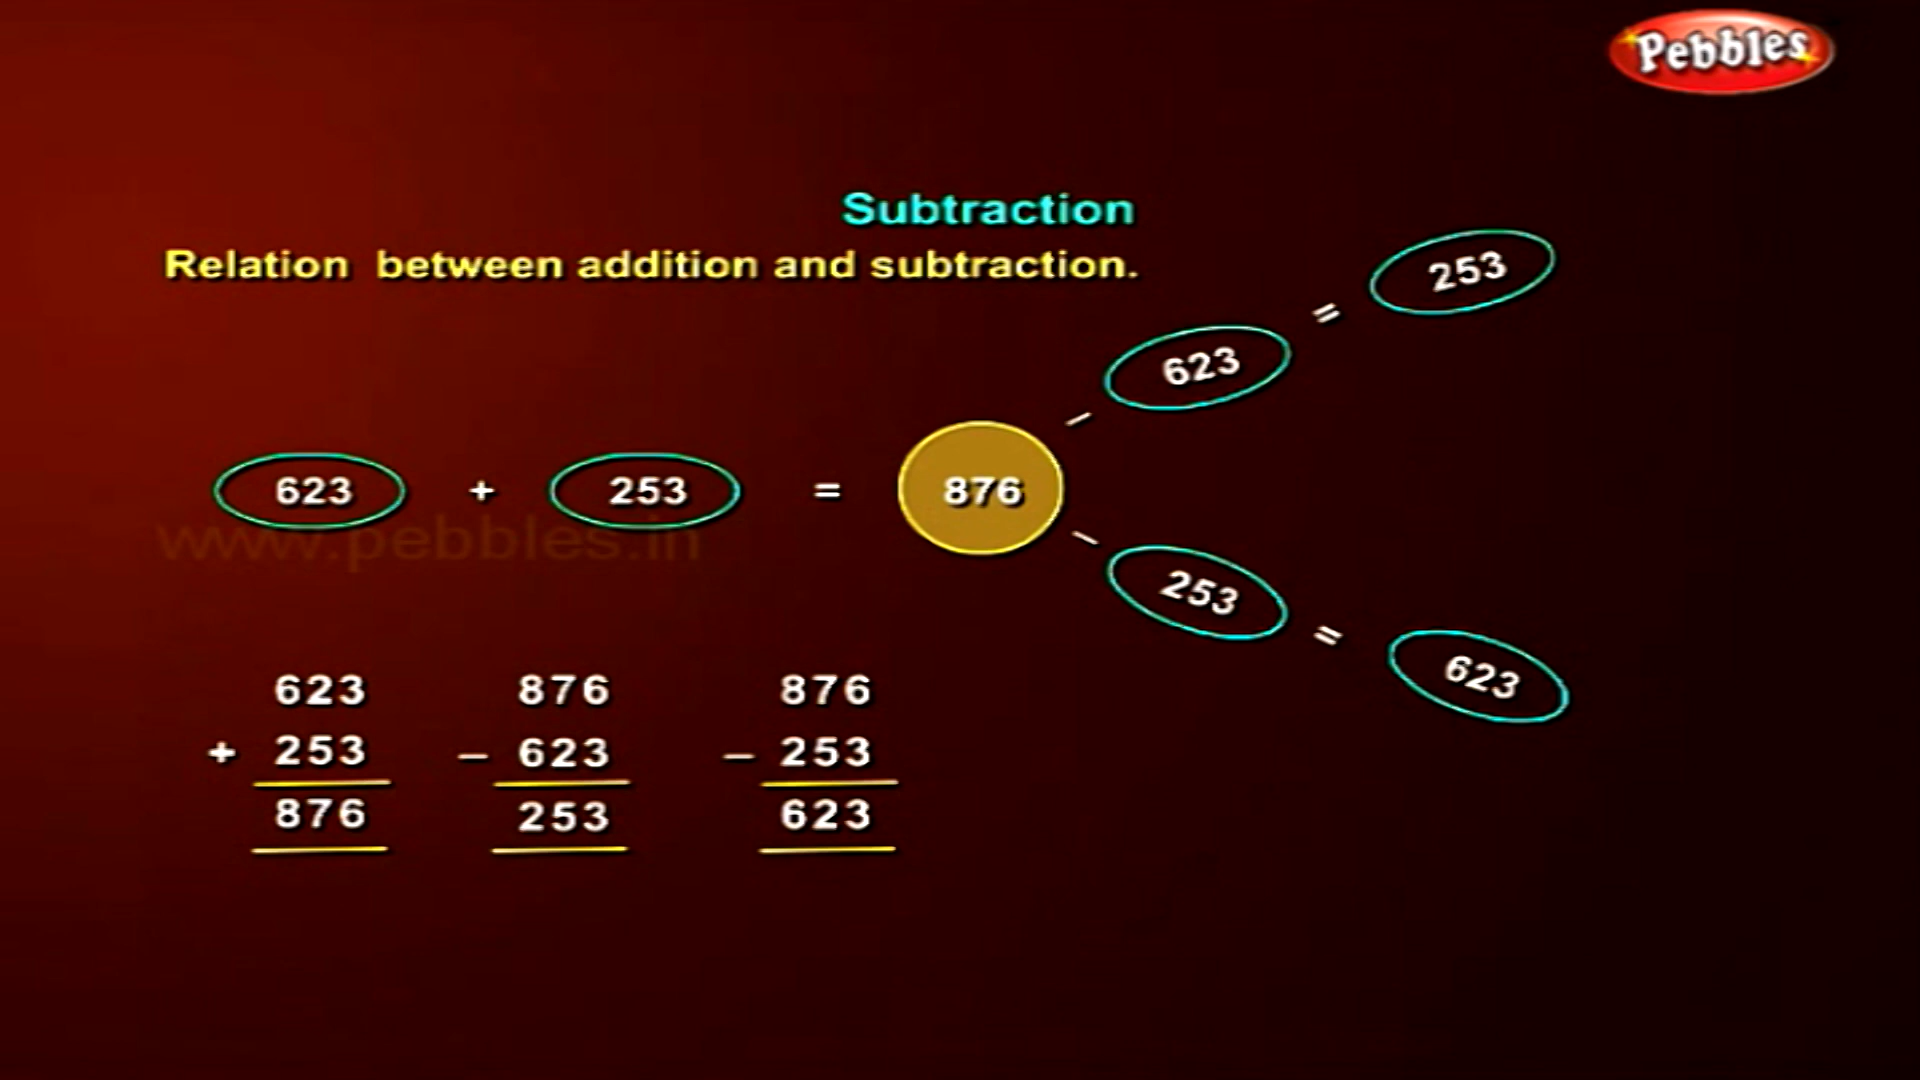 Pebbles
Subtraction
Relation between addition and subtraction.
623 + 253 = 876
– 623 = 253
– 253 = 623
www.pebbles.in
623 876 876
+ 253 – 623 – 253
876 253 623